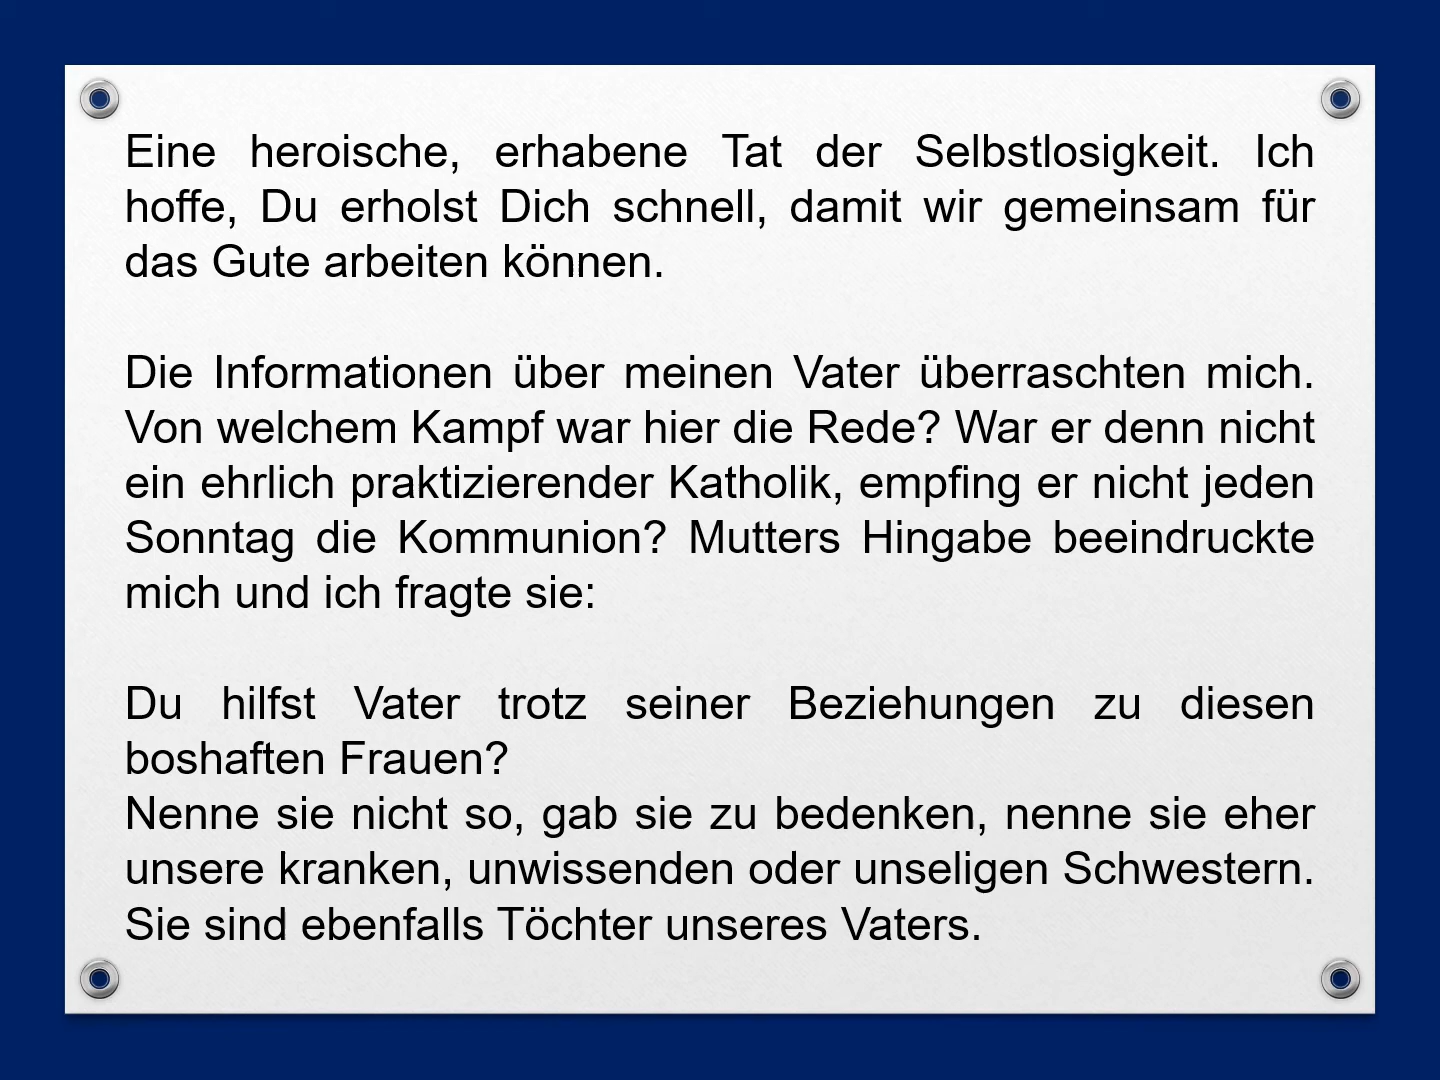 Eine heroische, erhabene Tat der Selbstlosigkeit. Ich
hoffe, Du erholst Dich schnell, damit wir gemeinsam für
das Gute arbeiten können.
Die Informationen über meinen Vater überraschten mich.
Von welchem Kampf war hier die Rede? War er denn nicht
ein ehrlich praktizierender Katholik, empfing er nicht jeden
Sonntag die Kommunion? Mutters Hingabe beeindruckte
mich und ich fragte sie:
Du hilfst Vater trotz seiner Beziehungen zu diesen
boshaften Frauen?
Nenne sie nicht so, gab sie zu bedenken, nenne sie eher
unsere kranken, unwissenden oder unseligen Schwestern.
Sie sind ebenfalls Töchter unseres Vaters.